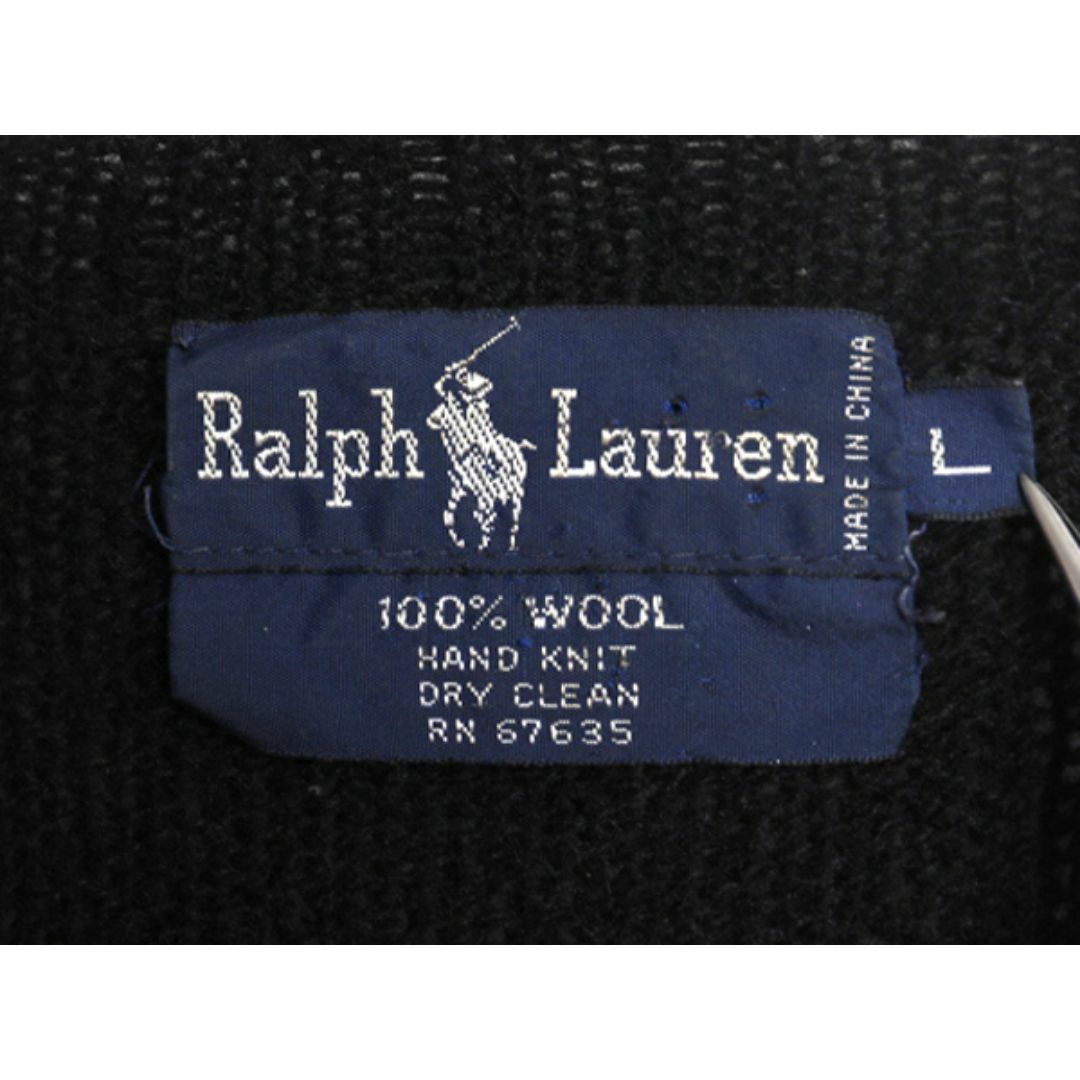 Ralph Lauren
MADE IN CHINA
L
100% WOOL
HAND KNIT
DRY CLEAN
RN 67635